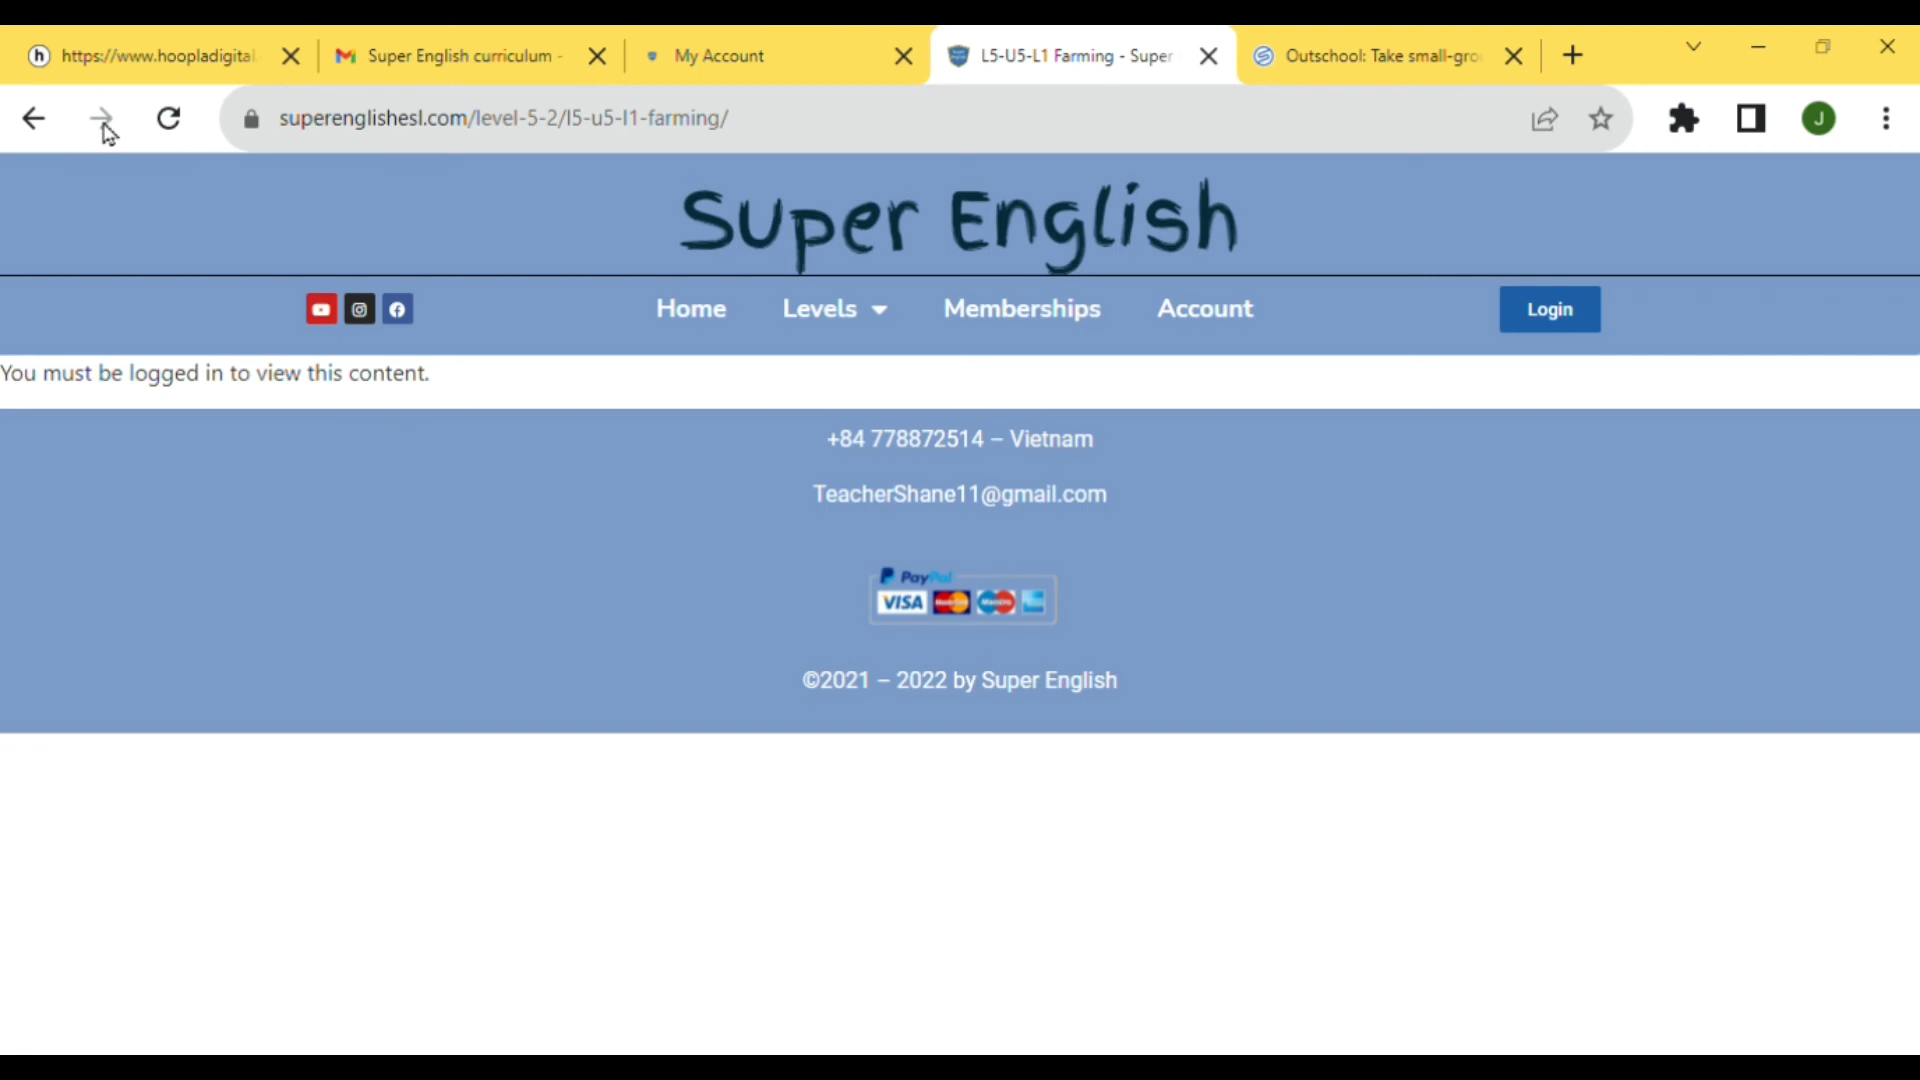 https://www.hoopladigital.
Super English curriculum -
My Account
L5-U5-L1 Farming - Super
Outschool: Take small-gro
superenglishesl.com/level-5-2/l5-u5-l1-farming/
J
Super English
Home
Levels
Memberships
Account
Login
You must be logged in to view this content.
+84 778872514 – Vietnam
TeacherShane11@gmail.com
PayPal
VISA MasterCard Maestro
©2021 – 2022 by Super English